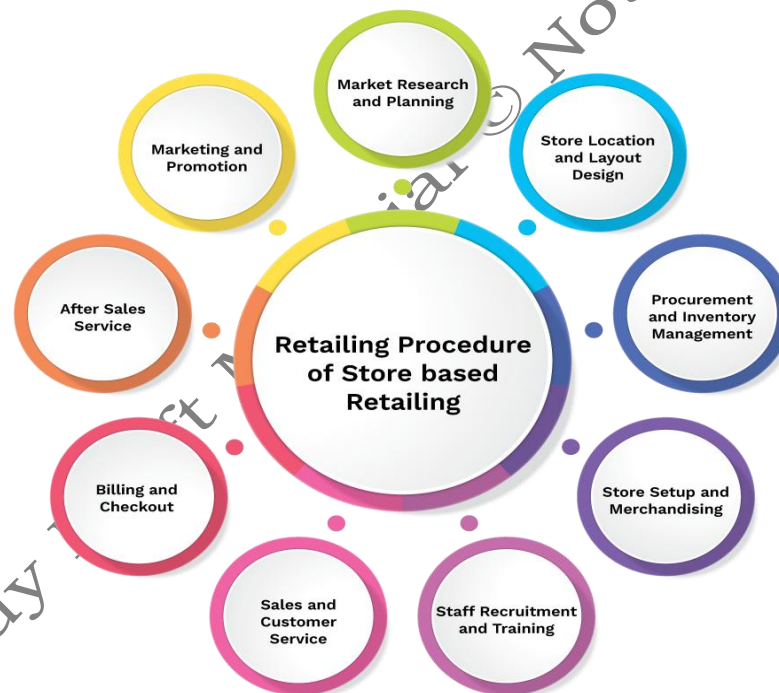 Market Research
and Planning
Store Location
and Layout
Design
Procurement
and Inventory
Management
Store Setup and
Merchandising
Staff Recruitment
and Training
Sales and
Customer
Service
Billing and
Checkout
After Sales
Service
Marketing and
Promotion
Retailing Procedure
of Store based
Retailing
©